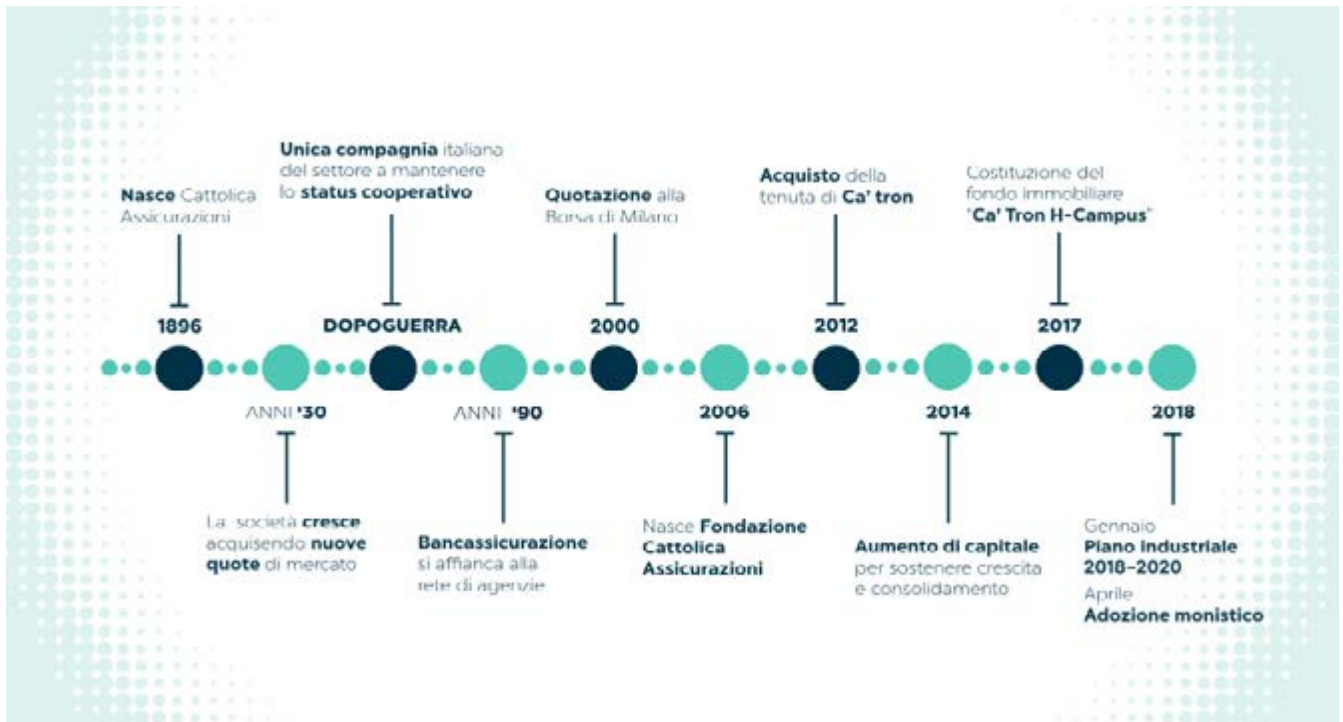 Nasce Cattolica
Assicurazioni
1896
ANNI '30
La società cresce
acquisendo nuove
quote di mercato
Unica compagnia italiana
del settore a mantenere
lo status cooperativo
DOPOGUERRA
ANNI '90
Bancassicurazione
si affianca alla
rete di agenzie
Quotazione alla
Borsa di Milano
2000
2006
Nasce Fondazione
Cattolica
Assicurazioni
Acquisto della
tenuta di Ca' tron
2012
2014
Aumento di capitale
per sostenere crescita
e consolidamento
Costituzione del
fondo immobiliare
"Ca' Tron H-Campus"
2017
2018
Gennaio
Piano Industriale
2018-2020
Aprile
Adozione monistico